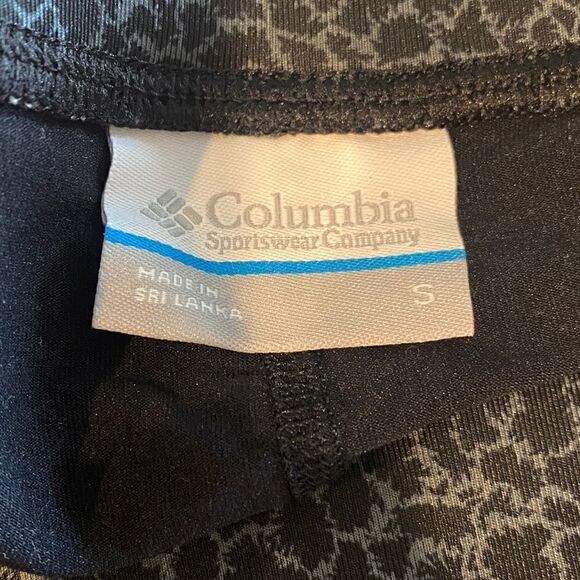 Columbia
Sportswear Company
MADE IN
SRI LANKA
S